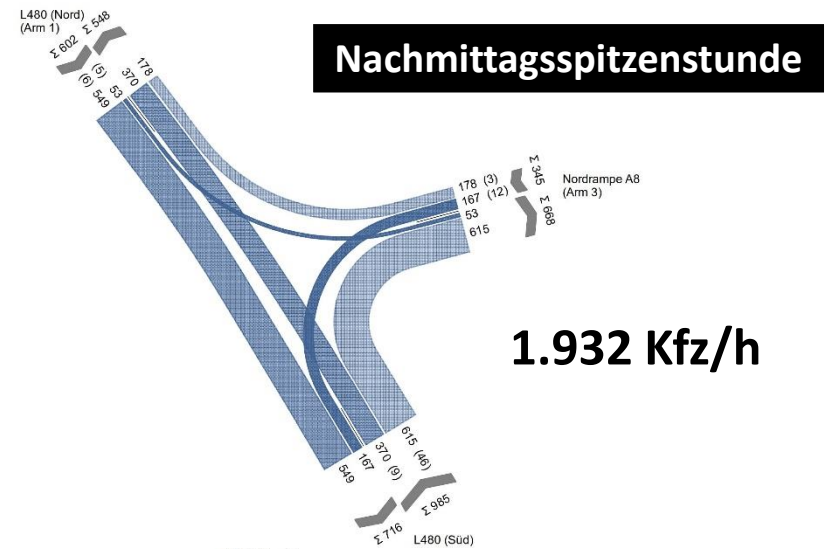 L480 (Nord)
(Arm 1)
Σ 602
Σ 548
(6)
549
(5)
53
370
178
Nachmittagsspitzenstunde
178 (3)
167 (12)
53
615
Σ 345
Σ 668
Nordrampe A8
(Arm 3)
1.932 Kfz/h
549
167
370 (9)
615 (46)
Σ 716
Σ 985
L480 (Süd)